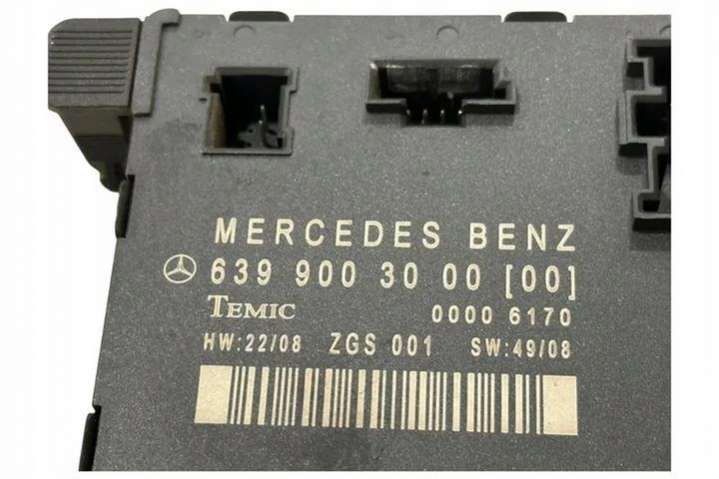 MERCEDES BENZ
639 900 30 00 [00]
TEMIC 0000 6170
HW:22/08 ZGS 001 SW:49/08